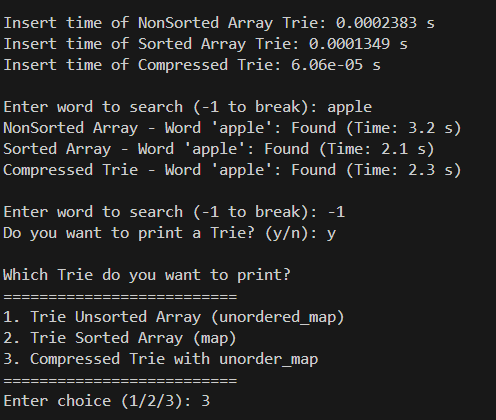 Insert time of NonSorted Array Trie: 0.0002383 s
Insert time of Sorted Array Trie: 0.0001349 s
Insert time of Compressed Trie: 6.06e-05 s
Enter word to search (-1 to break): apple
NonSorted Array - Word 'apple': Found (Time: 3.2 s)
Sorted Array - Word 'apple': Found (Time: 2.1 s)
Compressed Trie - Word 'apple': Found (Time: 2.3 s)
Enter word to search (-1 to break): -1
Do you want to print a Trie? (y/n): y
Which Trie do you want to print?
==========================
1. Trie Unsorted Array (unordered_map)
2. Trie Sorted Array (map)
3. Compressed Trie with unorder_map
==========================
Enter choice (1/2/3): 3